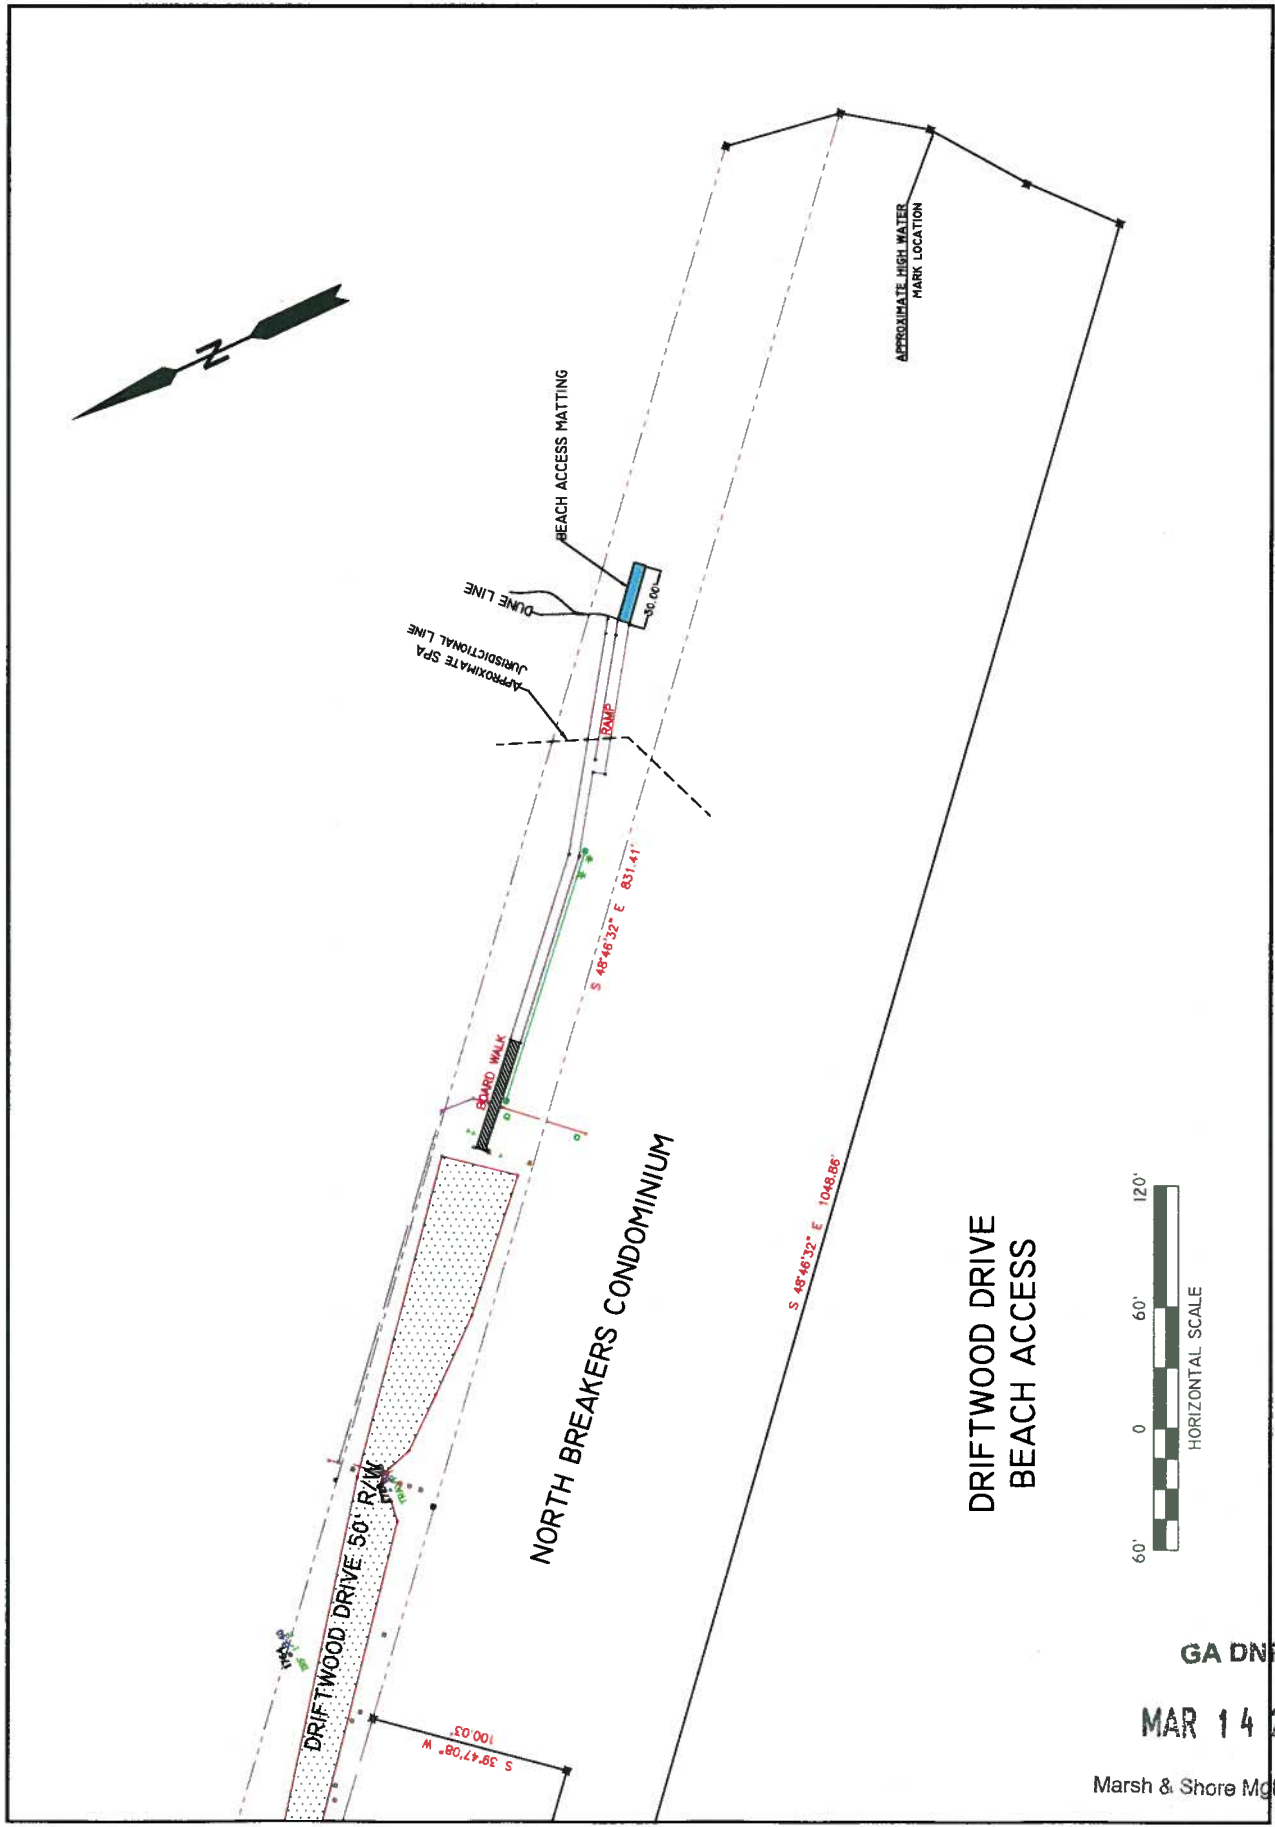 N
APPROXIMATE HIGH WATER
MARK LOCATION
BEACH ACCESS MATTING
DUNE LINE
APPROXIMATE SPA
JURISDICTIONAL LINE
30.00'
RAMP
S 48°46'32" E 831.41'
BOARD WALK
NORTH BREAKERS CONDOMINIUM
S 48°46'32" E 1048.86'
DRIFTWOOD DRIVE 50' R/W
S 39°47'08" W
100.03'
DRIFTWOOD DRIVE
BEACH ACCESS
60' 0 60' 120'
HORIZONTAL SCALE
GA DN
MAR 14
Marsh & Shore Mg